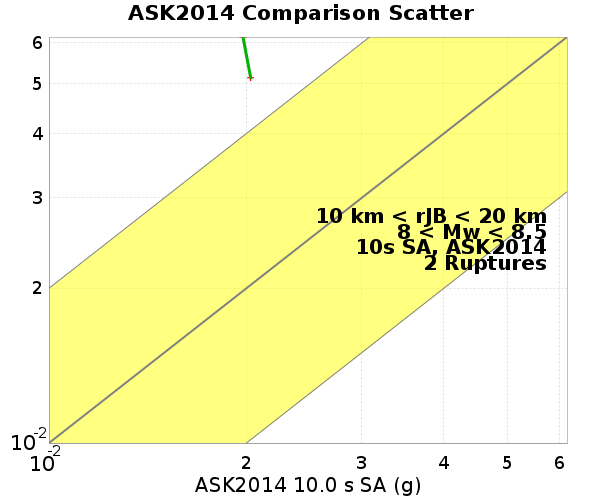 ASK2014 Comparison Scatter
6
5
4
3
2
10-2
10 km < rJB < 20 km
8 < Mw < 8.5
10s SA, ASK2014
2 Ruptures
10-2
2 3 4 5 6
ASK2014 10.0 s SA (g)